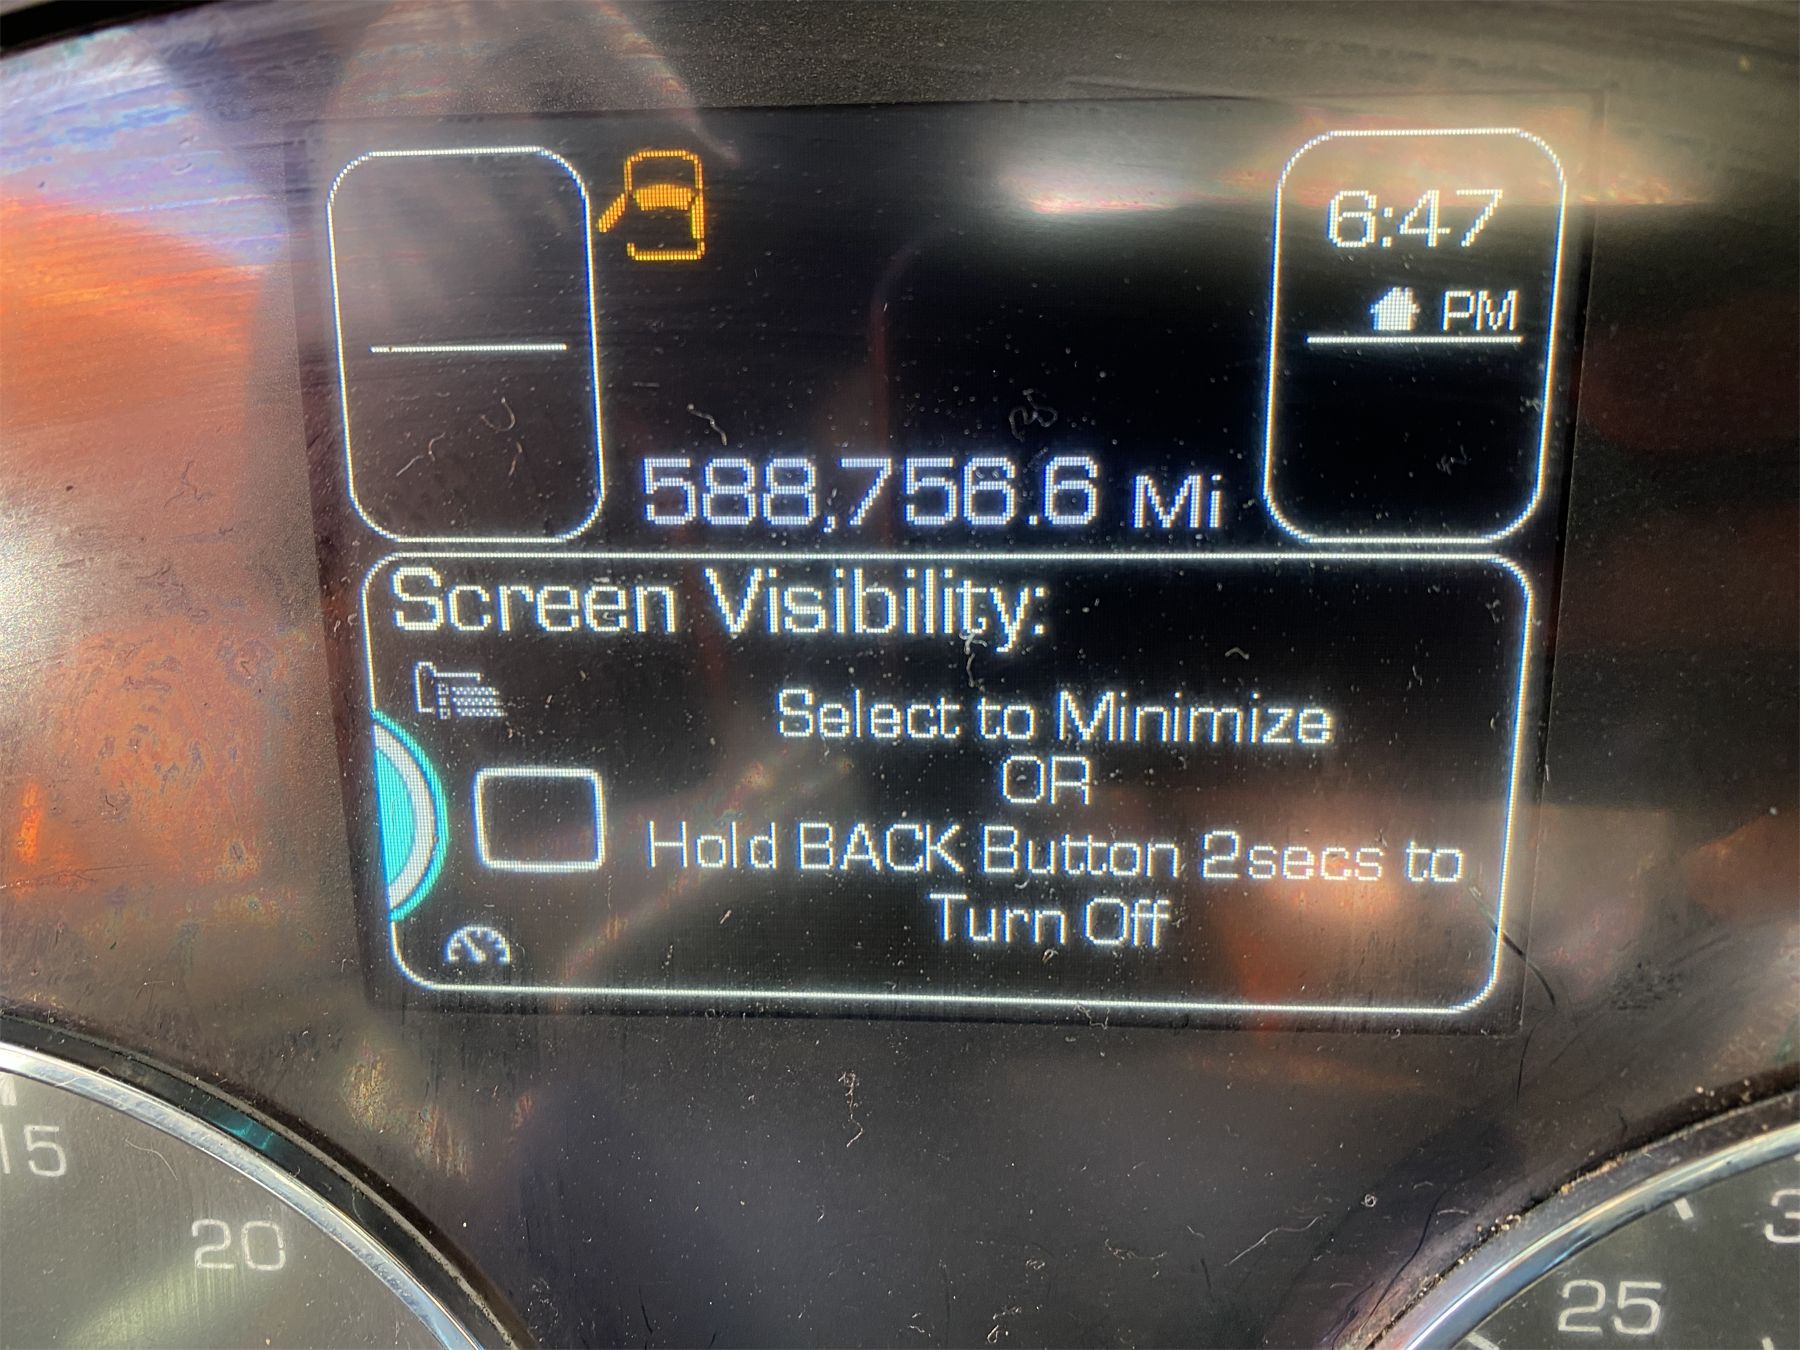 6:47
PM
588,756.6 Mi
Screen Visibility:
Select to Minimize
OR
Hold BACK Button 2secs to
Turn Off
15
20
25